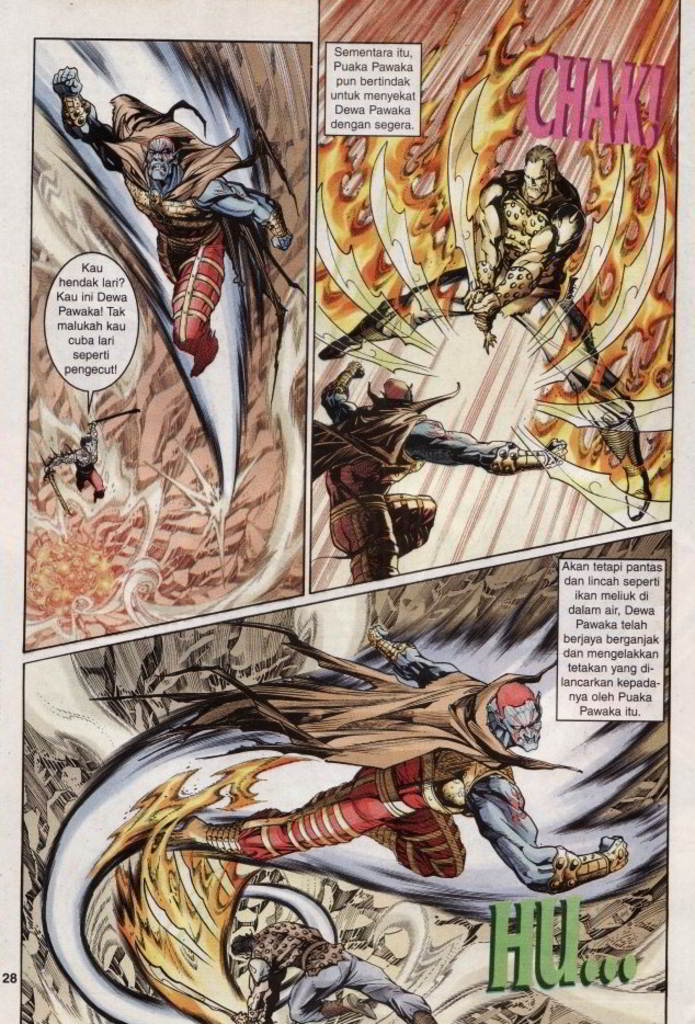 Kau
hendak lari?
Kau ini Dewa
Pawaka! Tak
malukah kau
cuba lari
seperti
pengecut!
Sementara itu,
Puaka Pawaka
pun bertindak
untuk menyekat
Dewa Pawaka
dengan segera.
CHAK!
Akan tetapi pantas
dan lincah seperti
ikan meliuk di
dalam air, Dewa
Pawaka telah
berjaya berganjak
dan mengelakkan
tetakan yang di-
lancarkan kepada-
nya oleh Puaka
Pawaka itu.
HU...
28